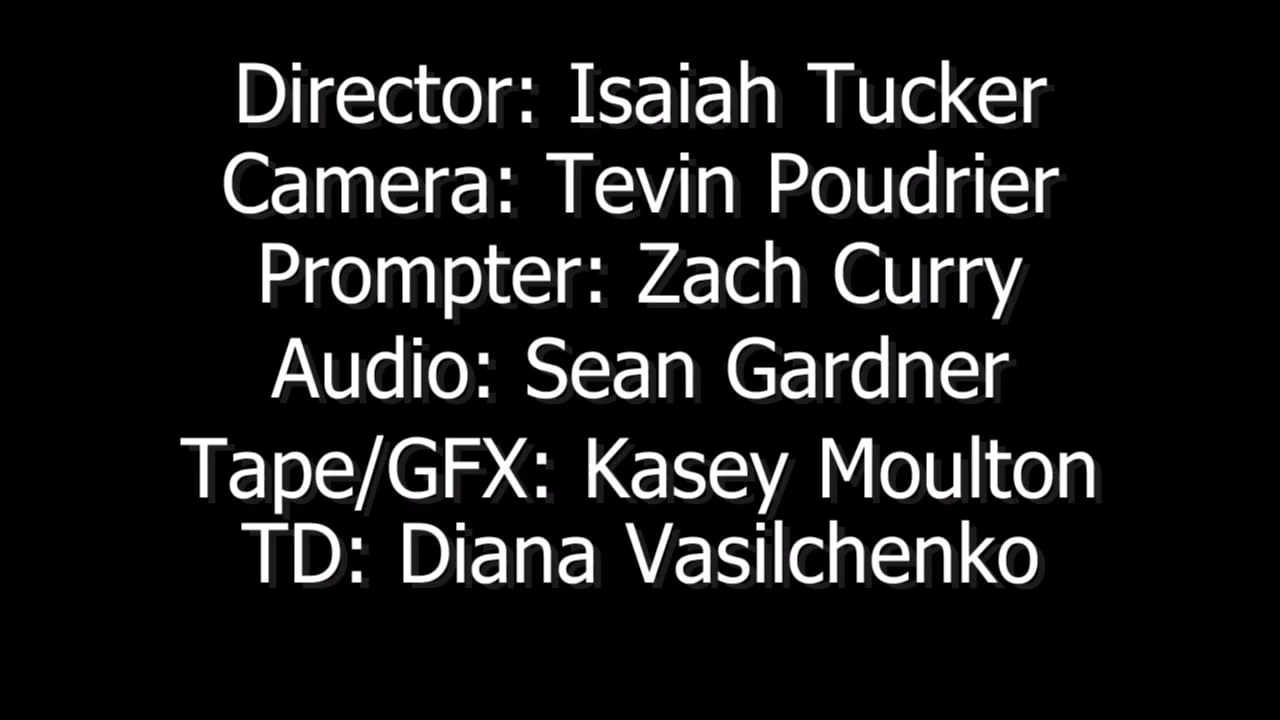 Director: Isaiah Tucker
Camera: Tevin Poudrier
Prompter: Zach Curry
Audio: Sean Gardner
Tape/GFX: Kasey Moulton
TD: Diana Vasilchenko